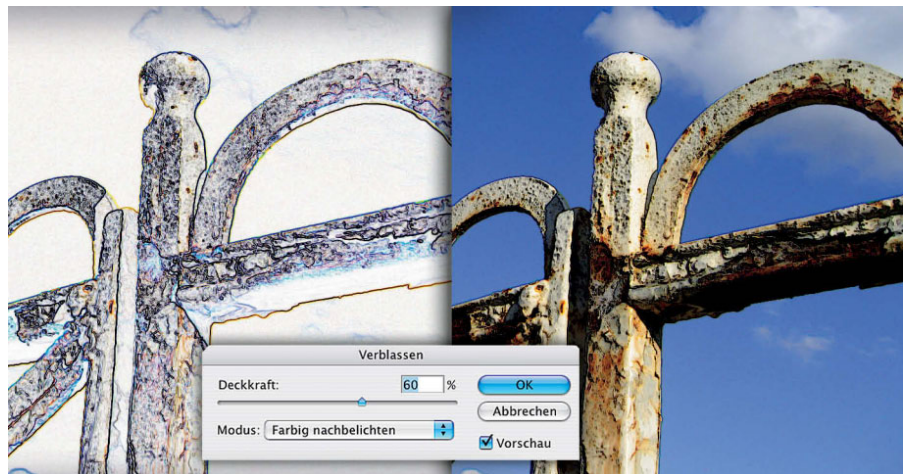 Verblassen
Deckkraft: 60 %
OK
Abbrechen
Modus: Farbig nachbelichten
Vorschau